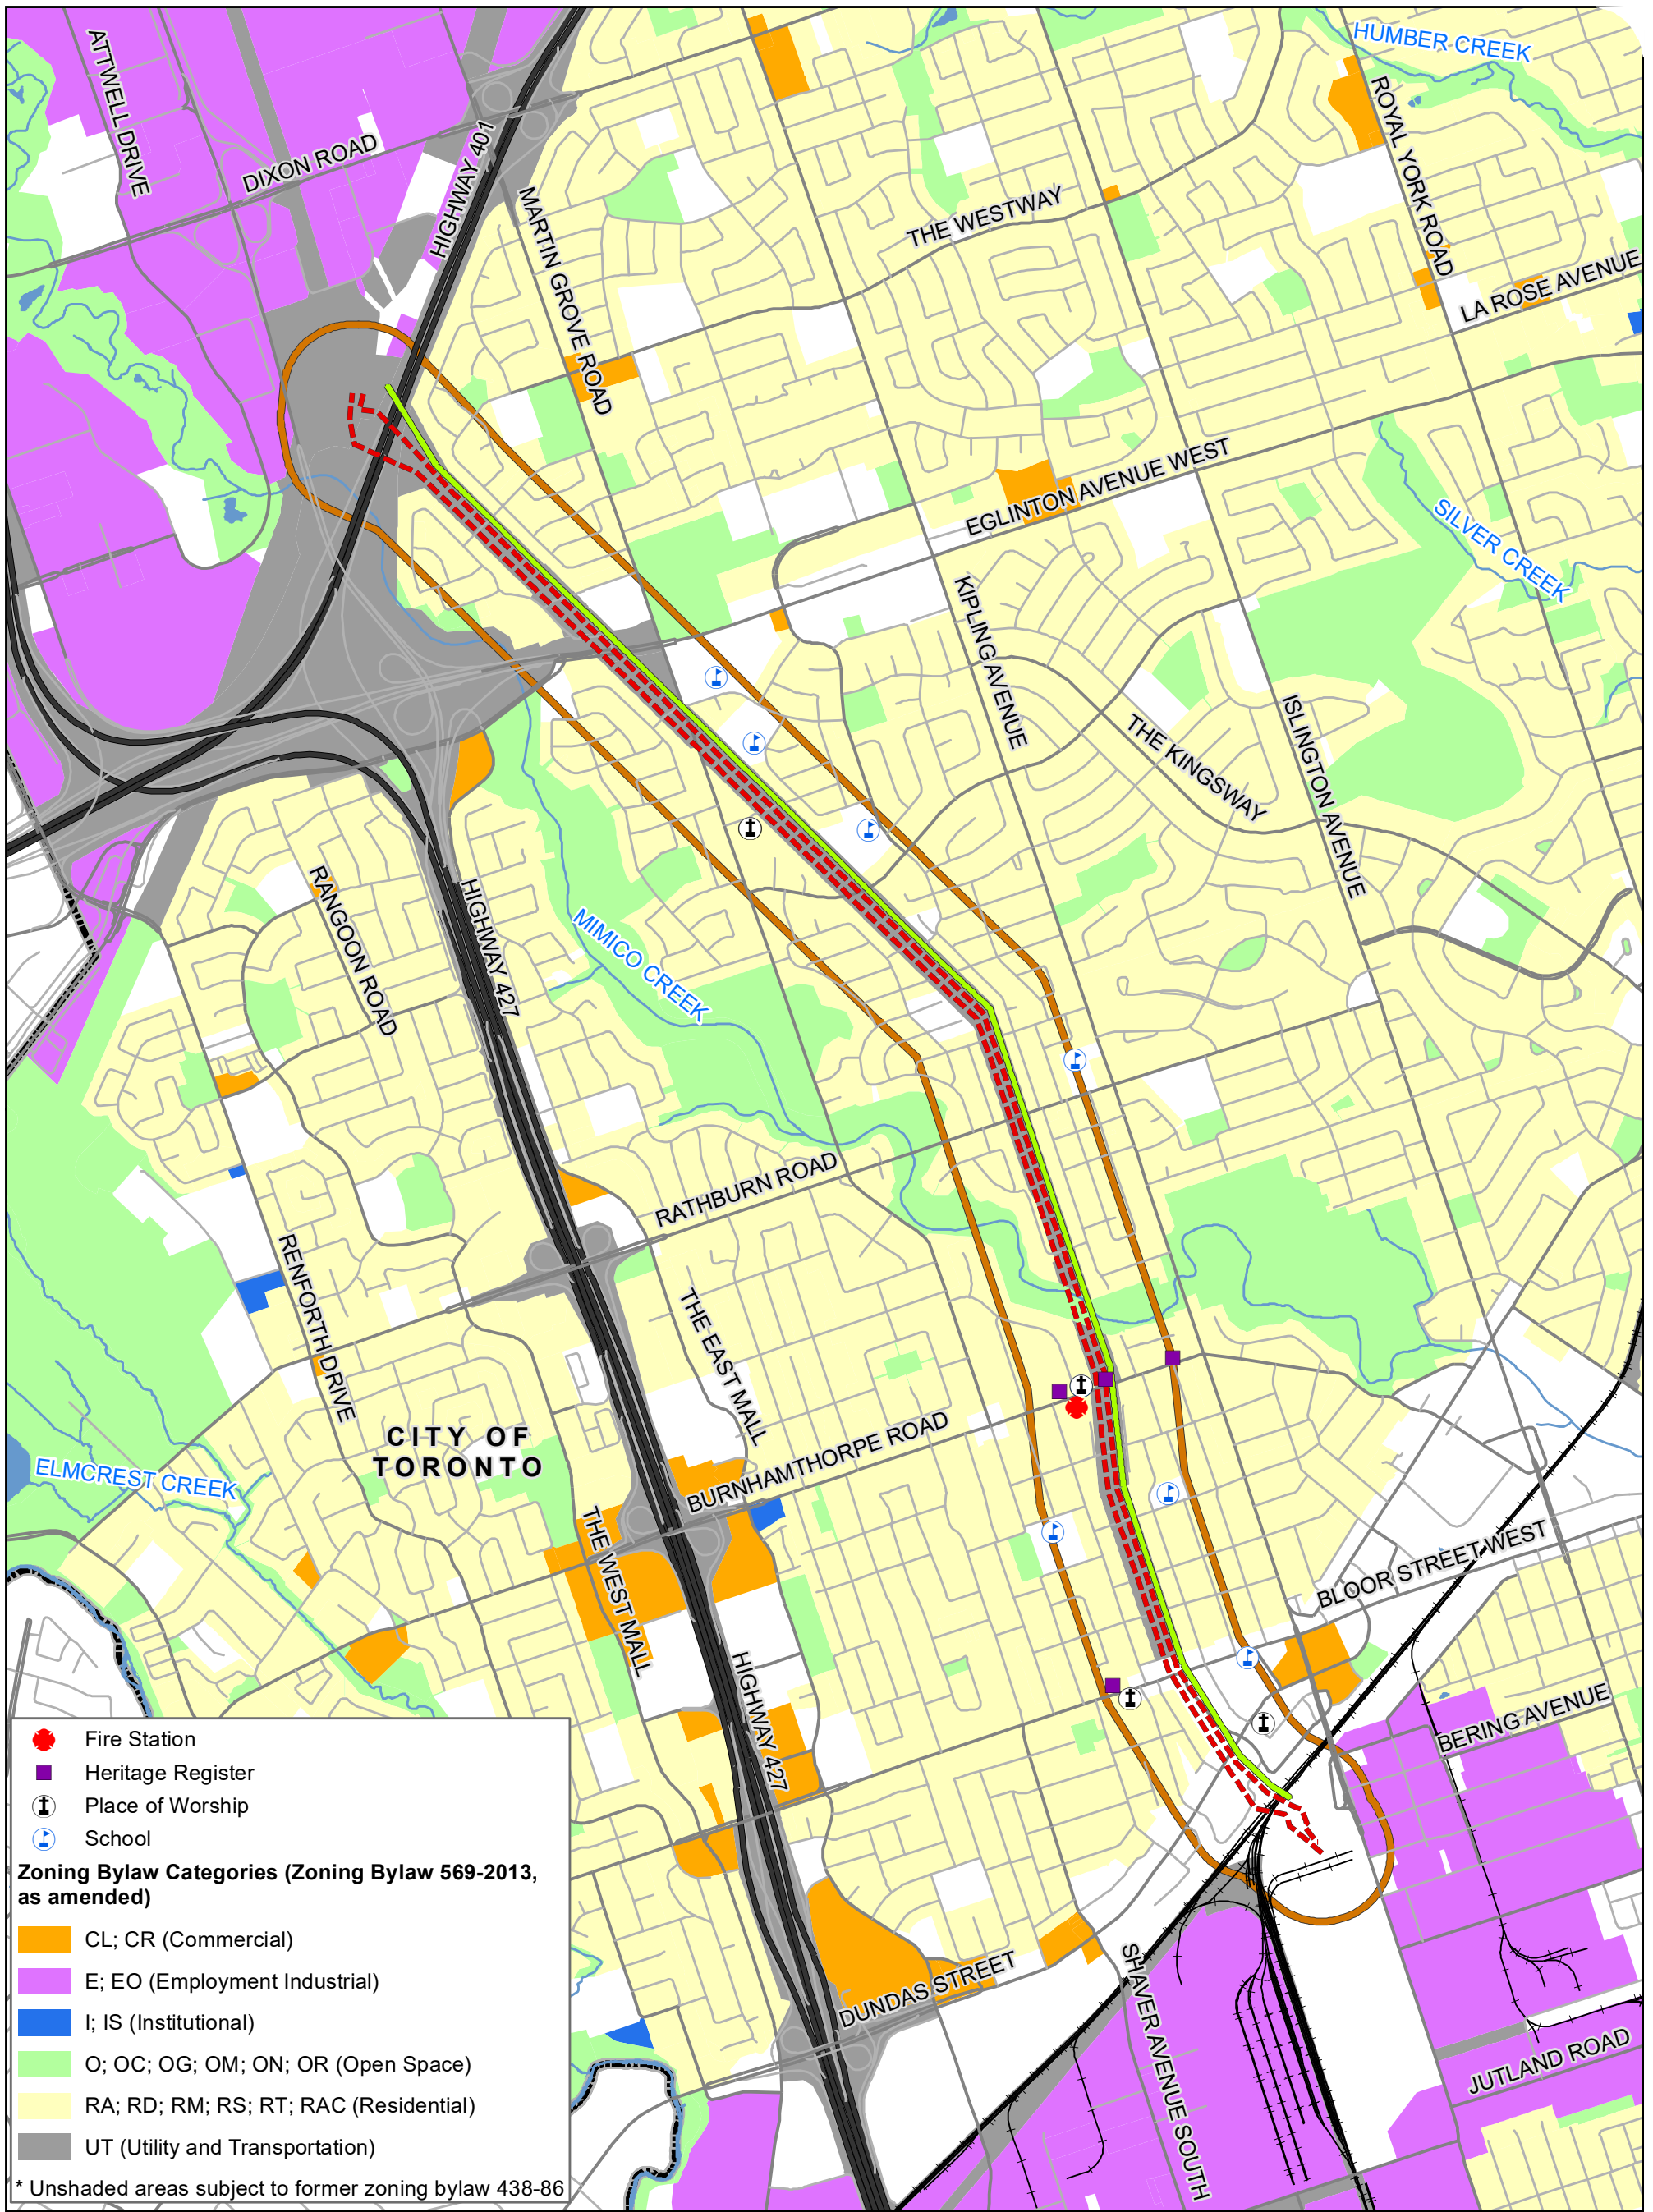 HUMBER CREEK
ATTWELL DRIVE
DIXON ROAD
HIGHWAY 401
MARTIN GROVE ROAD
THE WESTWAY
ROYAL YORK ROAD
LA ROSE AVENUE
EGLINTON AVENUE WEST
SILVER CREEK
KIPLING AVENUE
THE KINGSWAY
ISLINGTON AVENUE
RANGOON ROAD
HIGHWAY 427
MIMICO CREEK
RATHBURN ROAD
RENFORTH DRIVE
THE EAST MALL
CITY OF
TORONTO
BURNHAMTHORPE ROAD
ELMCREST CREEK
THE WEST MALL
BLOOR STREET WEST
HIGHWAY 427
BERING AVENUE
DUNDAS STREET
SHAVER AVENUE SOUTH
JUTLAND ROAD
Fire Station
Heritage Register
Place of Worship
School
Zoning Bylaw Categories (Zoning Bylaw 569-2013,
as amended)
CL; CR (Commercial)
E; EO (Employment Industrial)
I; IS (Institutional)
O; OC; OG; OM; ON; OR (Open Space)
RA; RD; RM; RS; RT; RAC (Residential)
UT (Utility and Transportation)
* Unshaded areas subject to former zoning bylaw 438-86